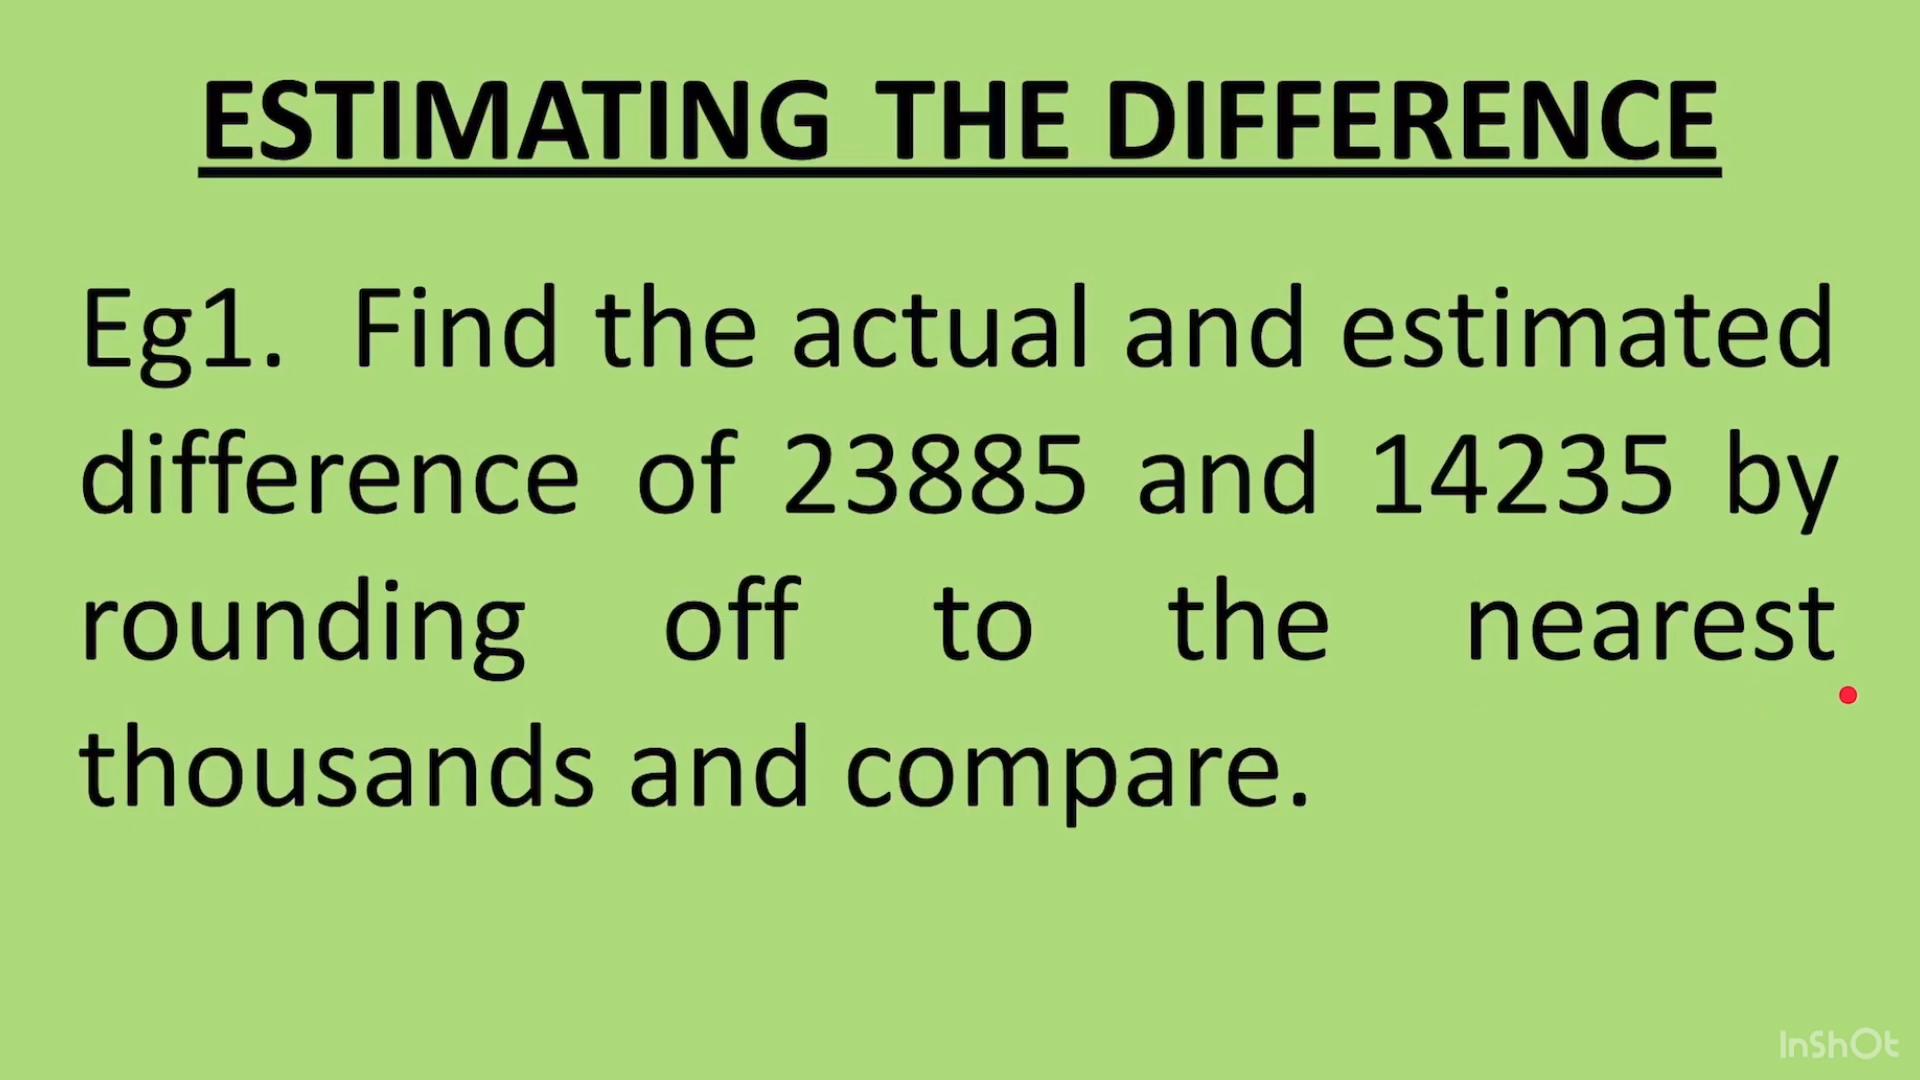 ESTIMATING THE DIFFERENCE
Eg1. Find the actual and estimated
difference of 23885 and 14235 by
rounding off to the nearest
thousands and compare.
InShOt